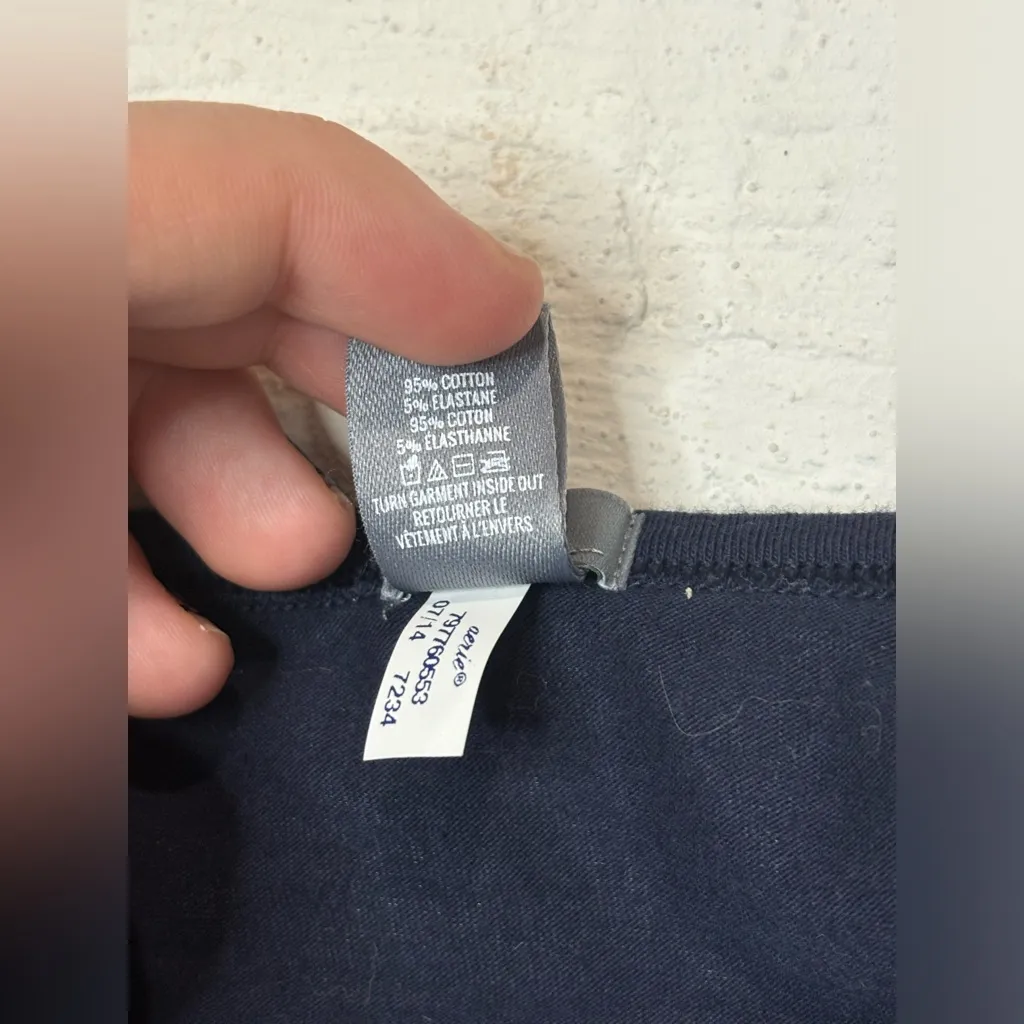 95% COTTON
5% ELASTANE
95% COTON
5% ÉLASTHANNE
TURN GARMENT INSIDE OUT
RETOURNER LE
VÊTEMENT À L'ENVERS
aerie®
797760553
07/14 7234